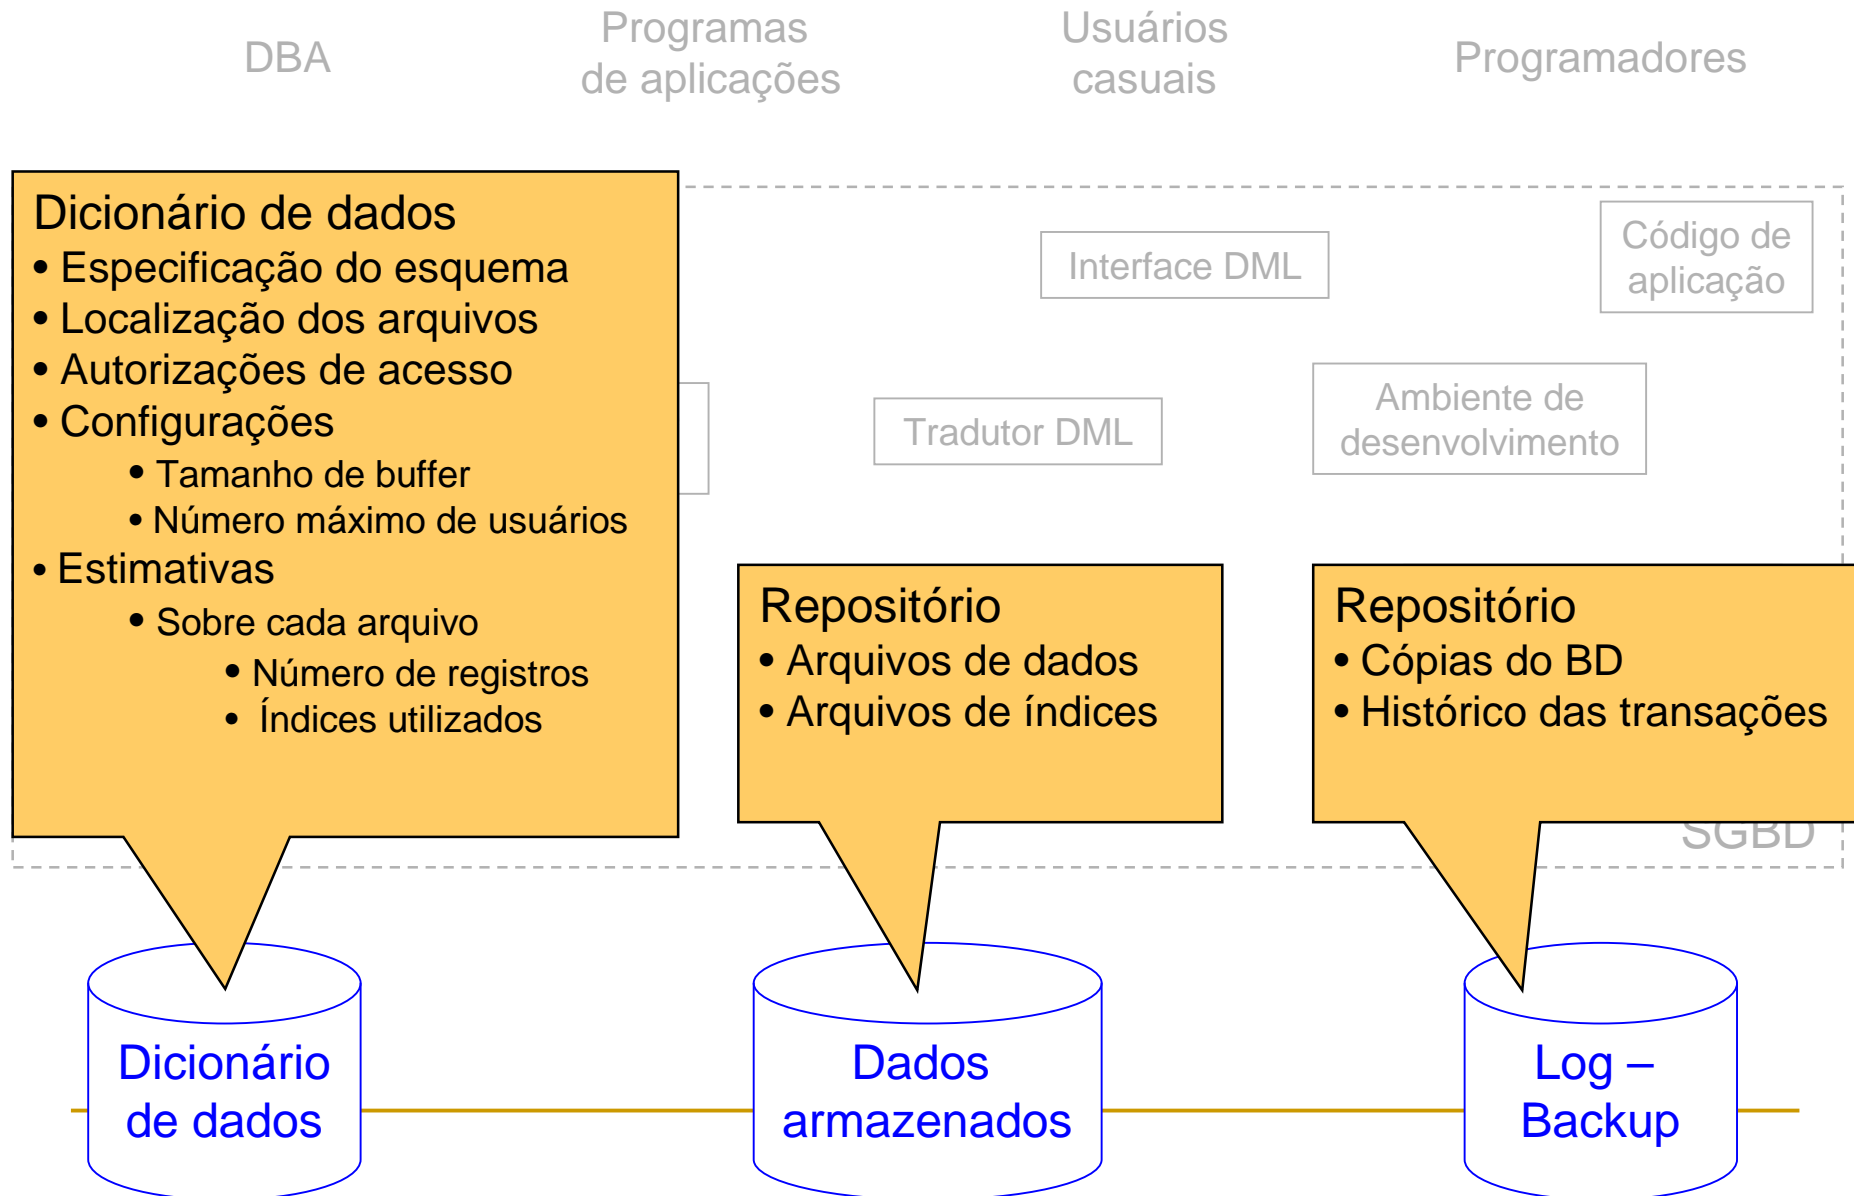 DBA
Programas
de aplicações
Usuários
casuais
Programadores
Dicionário de dados
• Especificação do esquema
• Localização dos arquivos
• Autorizações de acesso
• Configurações
• Tamanho de buffer
• Número máximo de usuários
• Estimativas
• Sobre cada arquivo
• Número de registros
• Índices utilizados
Interface DML
Código de
aplicação
Tradutor DML
Ambiente de
desenvolvimento
Repositório
• Arquivos de dados
• Arquivos de índices
Repositório
• Cópias do BD
• Histórico das transações
SGBD
Dicionário
de dados
Dados
armazenados
Log –
Backup